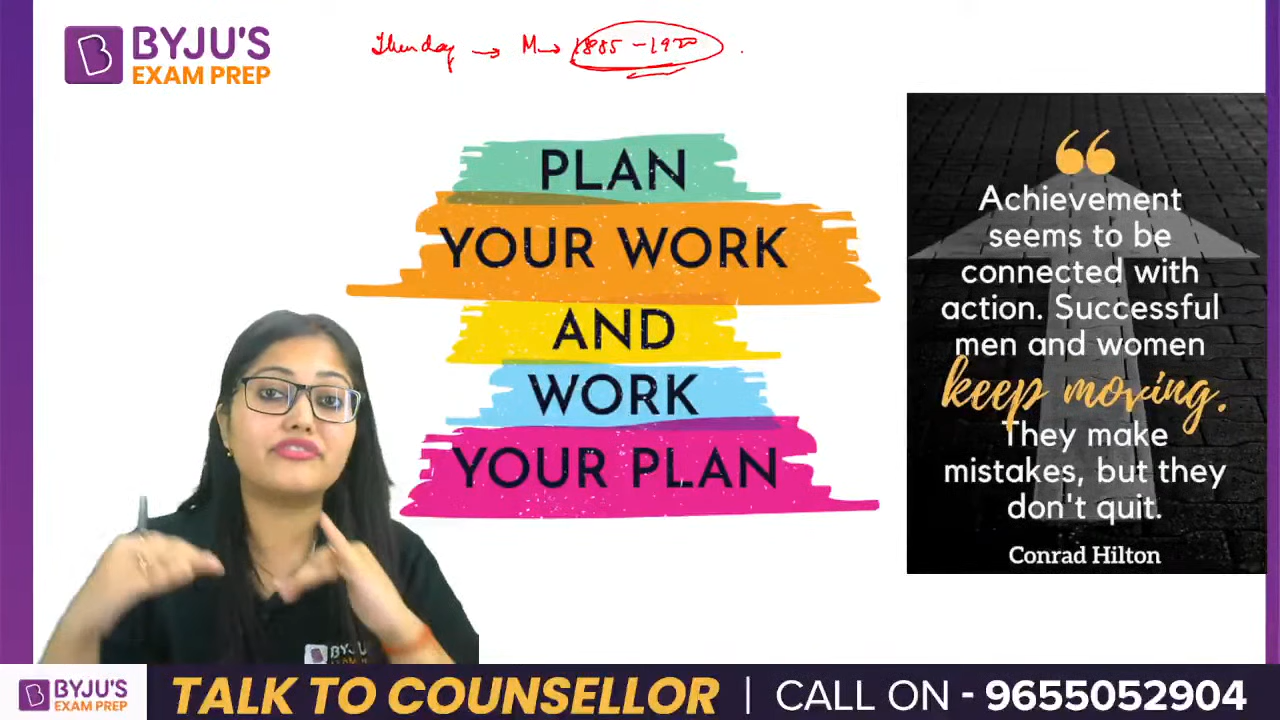 BYJU'S
EXAM PREP
Thursday → M→ 1885-1920
PLAN
YOUR WORK
AND
WORK
YOUR PLAN
Achievement
seems to be
connected with
action. Successful
men and women
keep moving.
They make
mistakes, but they
don't quit.
Conrad Hilton
BYJU'S
EXAM PREP
TALK TO COUNSELLOR | CALL ON - 9655052904